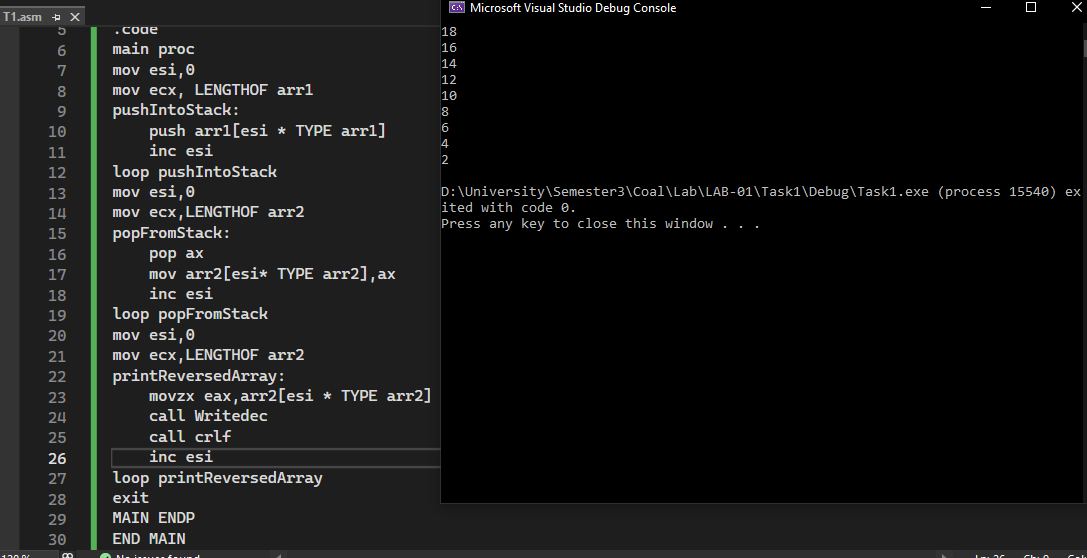 T1.asm
5 .code
6 main proc
7 mov esi,0
8 mov ecx, LENGTHOF arr1
9 pushIntoStack:
10 push arr1[esi * TYPE arr1]
11 inc esi
12 loop pushIntoStack
13 mov esi,0
14 mov ecx,LENGTHOF arr2
15 popFromStack:
16 pop ax
17 mov arr2[esi* TYPE arr2],ax
18 inc esi
19 loop popFromStack
20 mov esi,0
21 mov ecx,LENGTHOF arr2
22 printReversedArray:
23 movzx eax,arr2[esi * TYPE arr2]
24 call Writedec
25 call crlf
26 inc esi
27 loop printReversedArray
28 exit
29 MAIN ENDP
30 END MAIN
No issues found
Microsoft Visual Studio Debug Console
18
16
14
12
10
8
6
4
2
D:\University\Semester3\Coal\Lab\LAB-01\Task1\Debug\Task1.exe (process 15540) ex
ited with code 0.
Press any key to close this window . . .